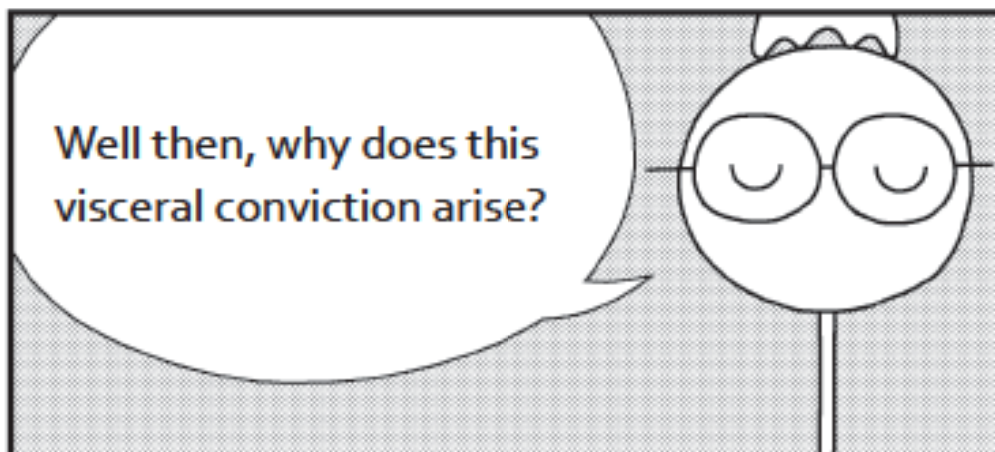 Well then, why does this
visceral conviction arise?